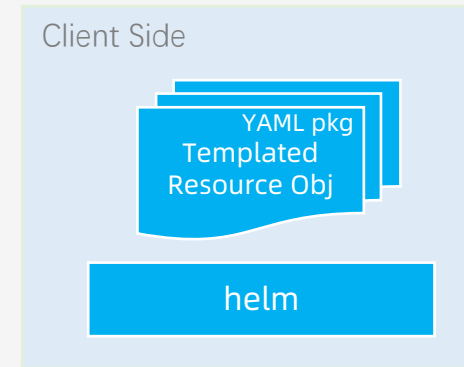 Client Side
YAML pkg
Templated
Resource Obj
helm